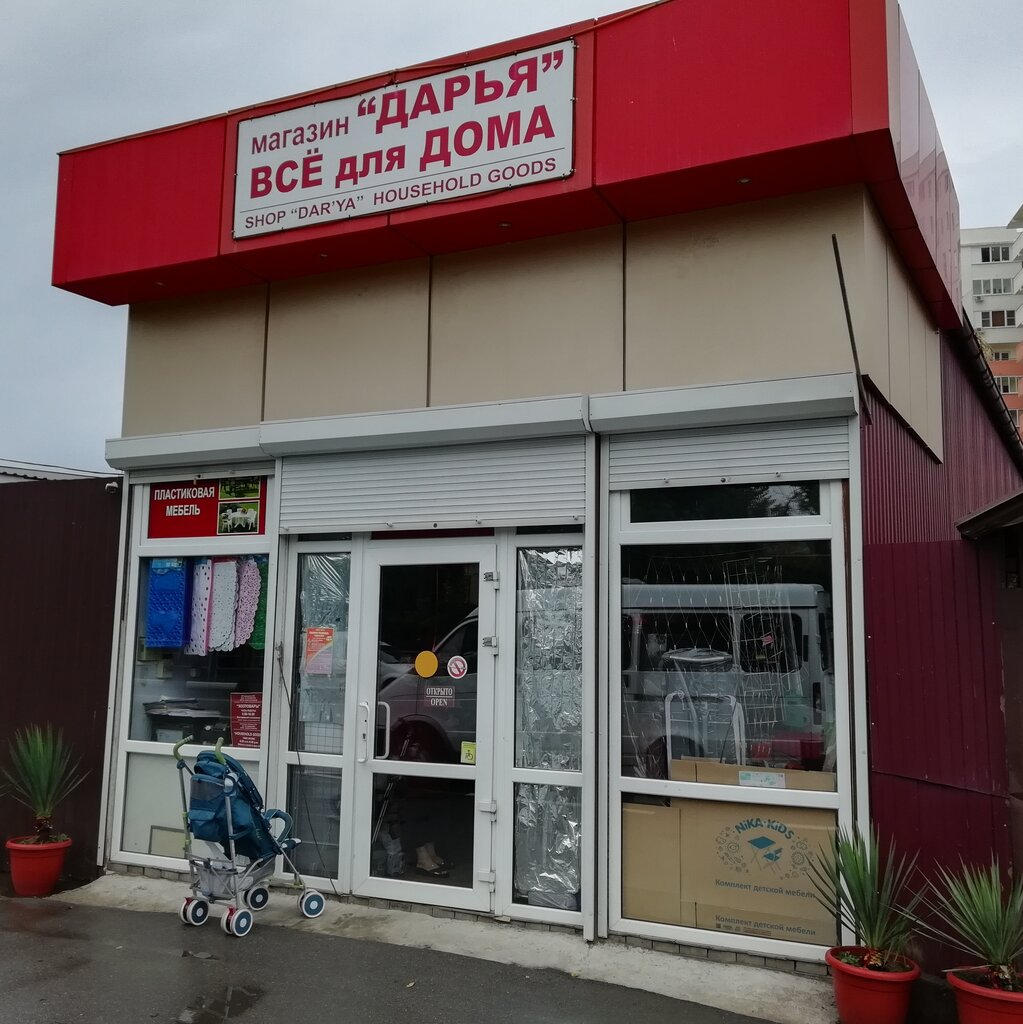 магазин “ДАРЬЯ”
ВСЁ для ДОМА
SHOP “DAR’YA” HOUSEHOLD GOODS
ПЛАСТИКОВАЯ
МЕБЕЛЬ
ОТКРЫТО
OPEN
"ХОЗТОВАРЫ"
NiKA-KiDS
Комплект детской мебели
Комплект детской мебели